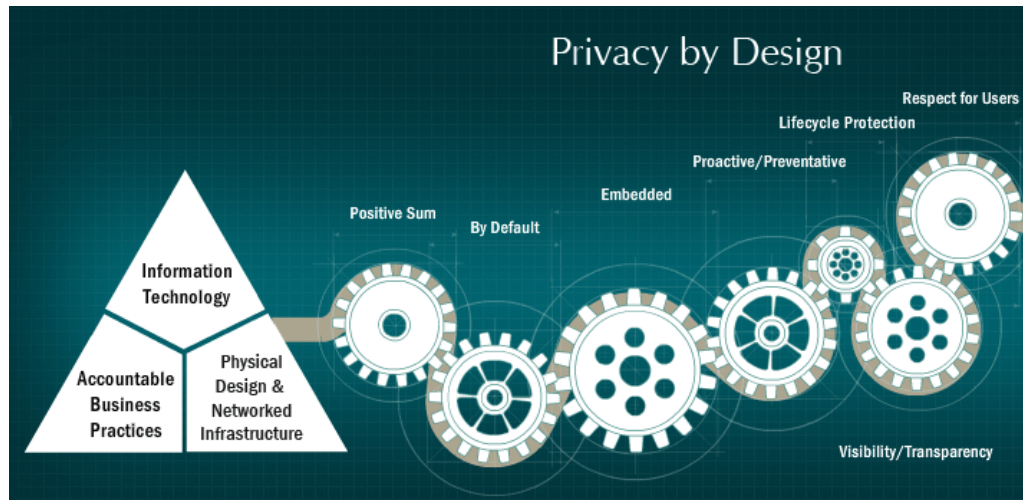 Privacy by Design
Respect for Users
Lifecycle Protection
Proactive/Preventative
Embedded
Positive Sum
By Default
Information
Technology
Accountable
Business
Practices
Physical
Design &
Networked
Infrastructure
Visibility/Transparency